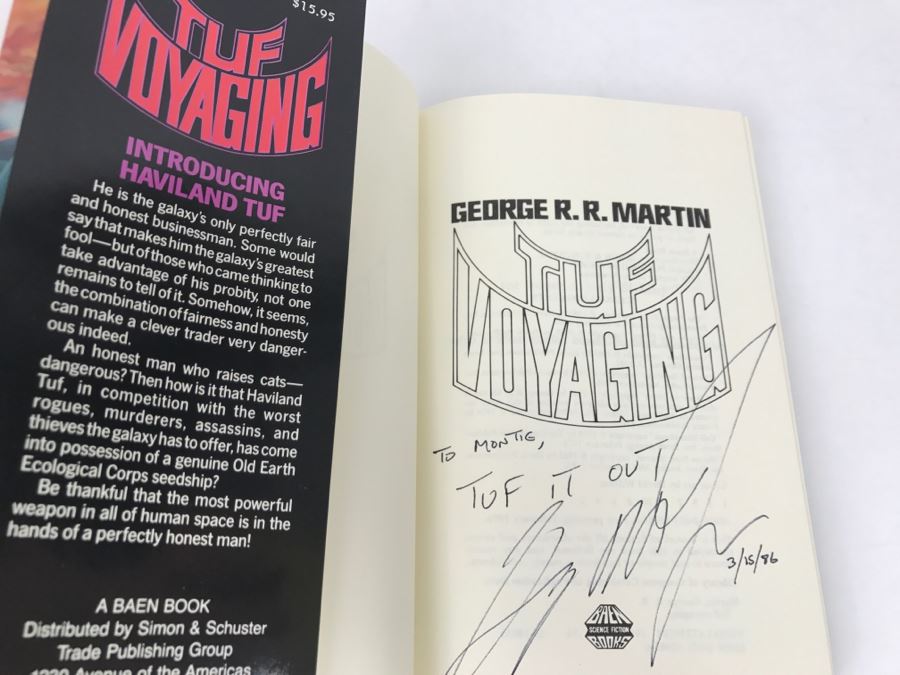 $15.95
TUF
VOYAGING
INTRODUCING
HAVILAND TUF
He is the galaxy's only perfectly fair
and honest businessman. Some would
say that makes him the galaxy's greatest
fool—but of those who came thinking to
take advantage of his probity, not one
remains to tell of it. Somehow, it seems,
the combination of fairness and honesty
can make a clever trader very danger-
ous indeed.
An honest man who raises cats—
dangerous? Then how is it that Haviland
Tuf, in competition with the worst
rogues, murderers, assassins, and
thieves the galaxy has to offer, has come
into possession of a genuine Old Earth
Ecological Corps seedship?
Be thankful that the most powerful
weapon in all of human space is in the
hands of a perfectly honest man!
A BAEN BOOK
Distributed by Simon & Schuster
Trade Publishing Group
1230 Avenue of the Americas
GEORGE R. R. MARTIN
TUF
VOYAGING
TO MONTIE,
TUF IT OUT
3/15/86
BAEN
SCIENCE FICTION
BOOKS